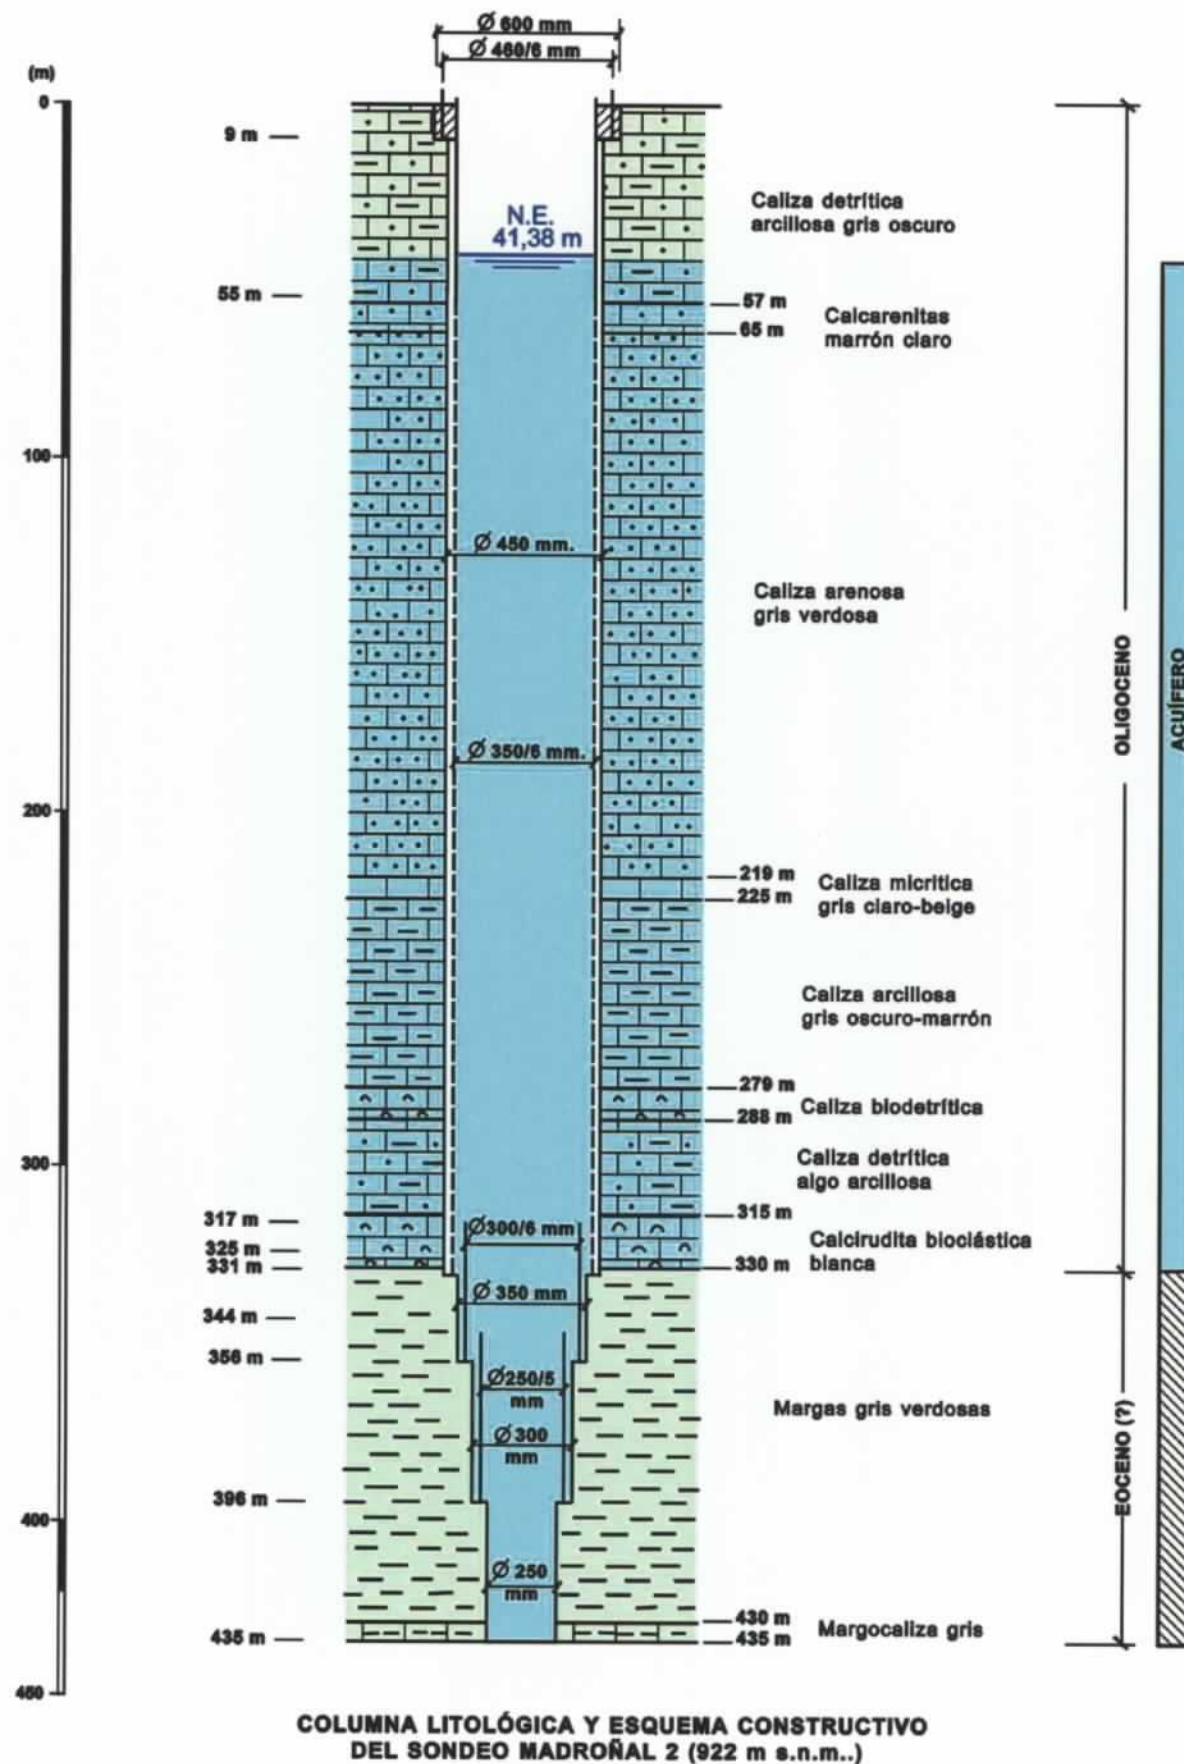 Ø 600 mm
Ø 460/6 mm
(m)
0
9 m
Caliza detrítica
arcillosa gris oscuro
N.E.
41,38 m
55 m
57 m
Calcarenitas
marrón claro
65 m
100
Ø 450 mm.
Caliza arenosa
gris verdosa
OLIGOCENO
ACUÍFERO
Ø 350/6 mm.
200
219 m
Caliza micritica
gris claro-beige
225 m
Caliza arcillosa
gris oscuro-marrón
279 m
Caliza biodetrítica
288 m
300
Caliza detrítica
algo arcillosa
317 m
315 m
Ø300/6 mm
Calcirudita bioclástica
blanca
325 m
331 m
330 m
Ø 350 mm
344 m
356 m
Ø250/5
mm
Margas gris verdosas
EOCENO (?)
Ø 300
mm
396 m
400
Ø 250
mm
430 m
Margocaliza gris
435 m
435 m
450
COLUMNA LITOLÓGICA Y ESQUEMA CONSTRUCTIVO
DEL SONDEO MADROÑAL 2 (922 m s.n.m..)